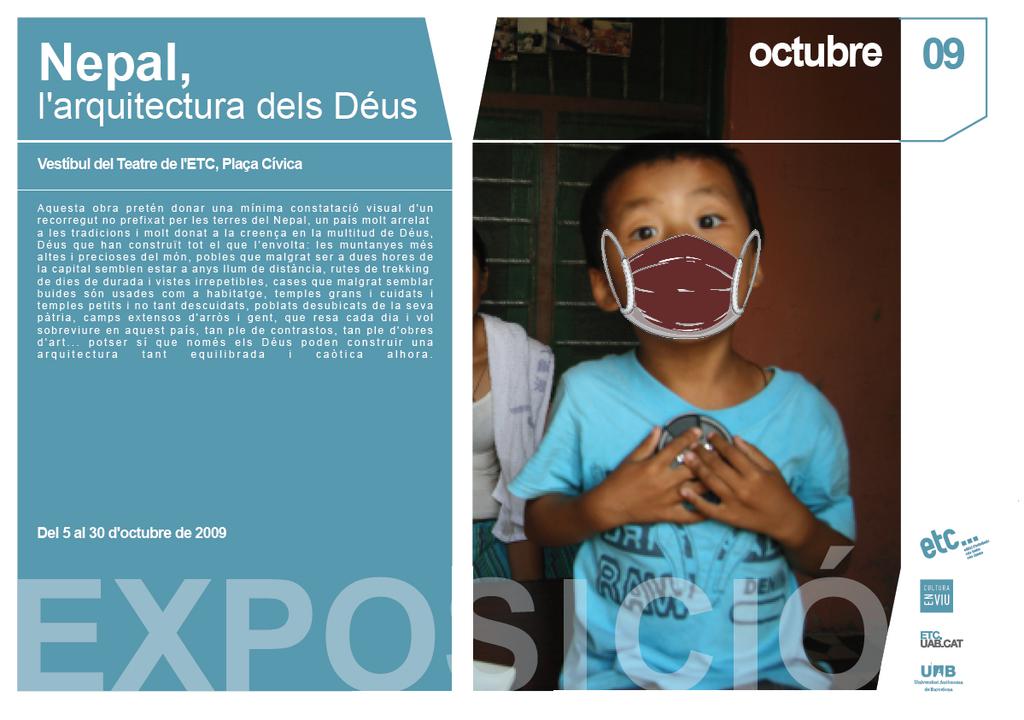 Nepal,
l'arquitectura dels Déus
octubre
09
Vestíbul del Teatre de l'ETC, Plaça Cívica
Aquesta obra pretén donar una mínima constatació visual d'un
recorregut no prefixat per les terres del Nepal, un país molt arrelat
a les tradicions i molt donat a la creença en la multitud de Déus,
Déus que han construït tot el que l'envolta: les muntanyes més
altes i precioses del món, pobles que malgrat ser a dues hores de
la capital semblen estar a anys llum de distància, rutes de trekking
de dies de durada i vistes irrepetibles, cases que malgrat semblar
buides són usades com a habitatge, temples grans i cuidats i
temples petits i no tant descuidats, poblats desubicats de la seva
pàtria, camps extensos d'arròs i gent, que resa cada dia i vol
sobreviure en aquest país, tan ple de contrastos, tan ple d'obres
d'art... potser sí que només els Déus poden construir una
arquitectura tant equilibrada i caòtica alhora.
Del 5 al 30 d'octubre de 2009
EXPOSICIÓ
etc...
CULTURA
EN VIU
ETC.
UAB.CAT
UAB
Universitat Autònoma
de Barcelona